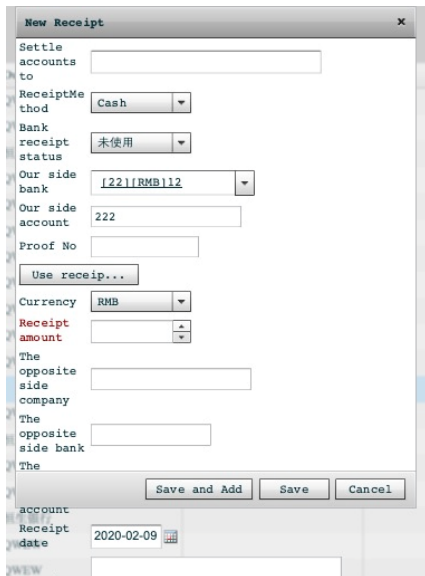 New Receipt x
Settle
accounts
to
ReceiptMe
thod
Cash
Bank
receipt
status
未使用
Our side
bank
[22][RMB]12
Our side
account
222
Proof No
Use receip...
Currency
RMB
Receipt
amount
The
opposite
side
company
The
opposite
side bank
The
Save and Add
Save
Cancel
account
Receipt
date
2020-02-09